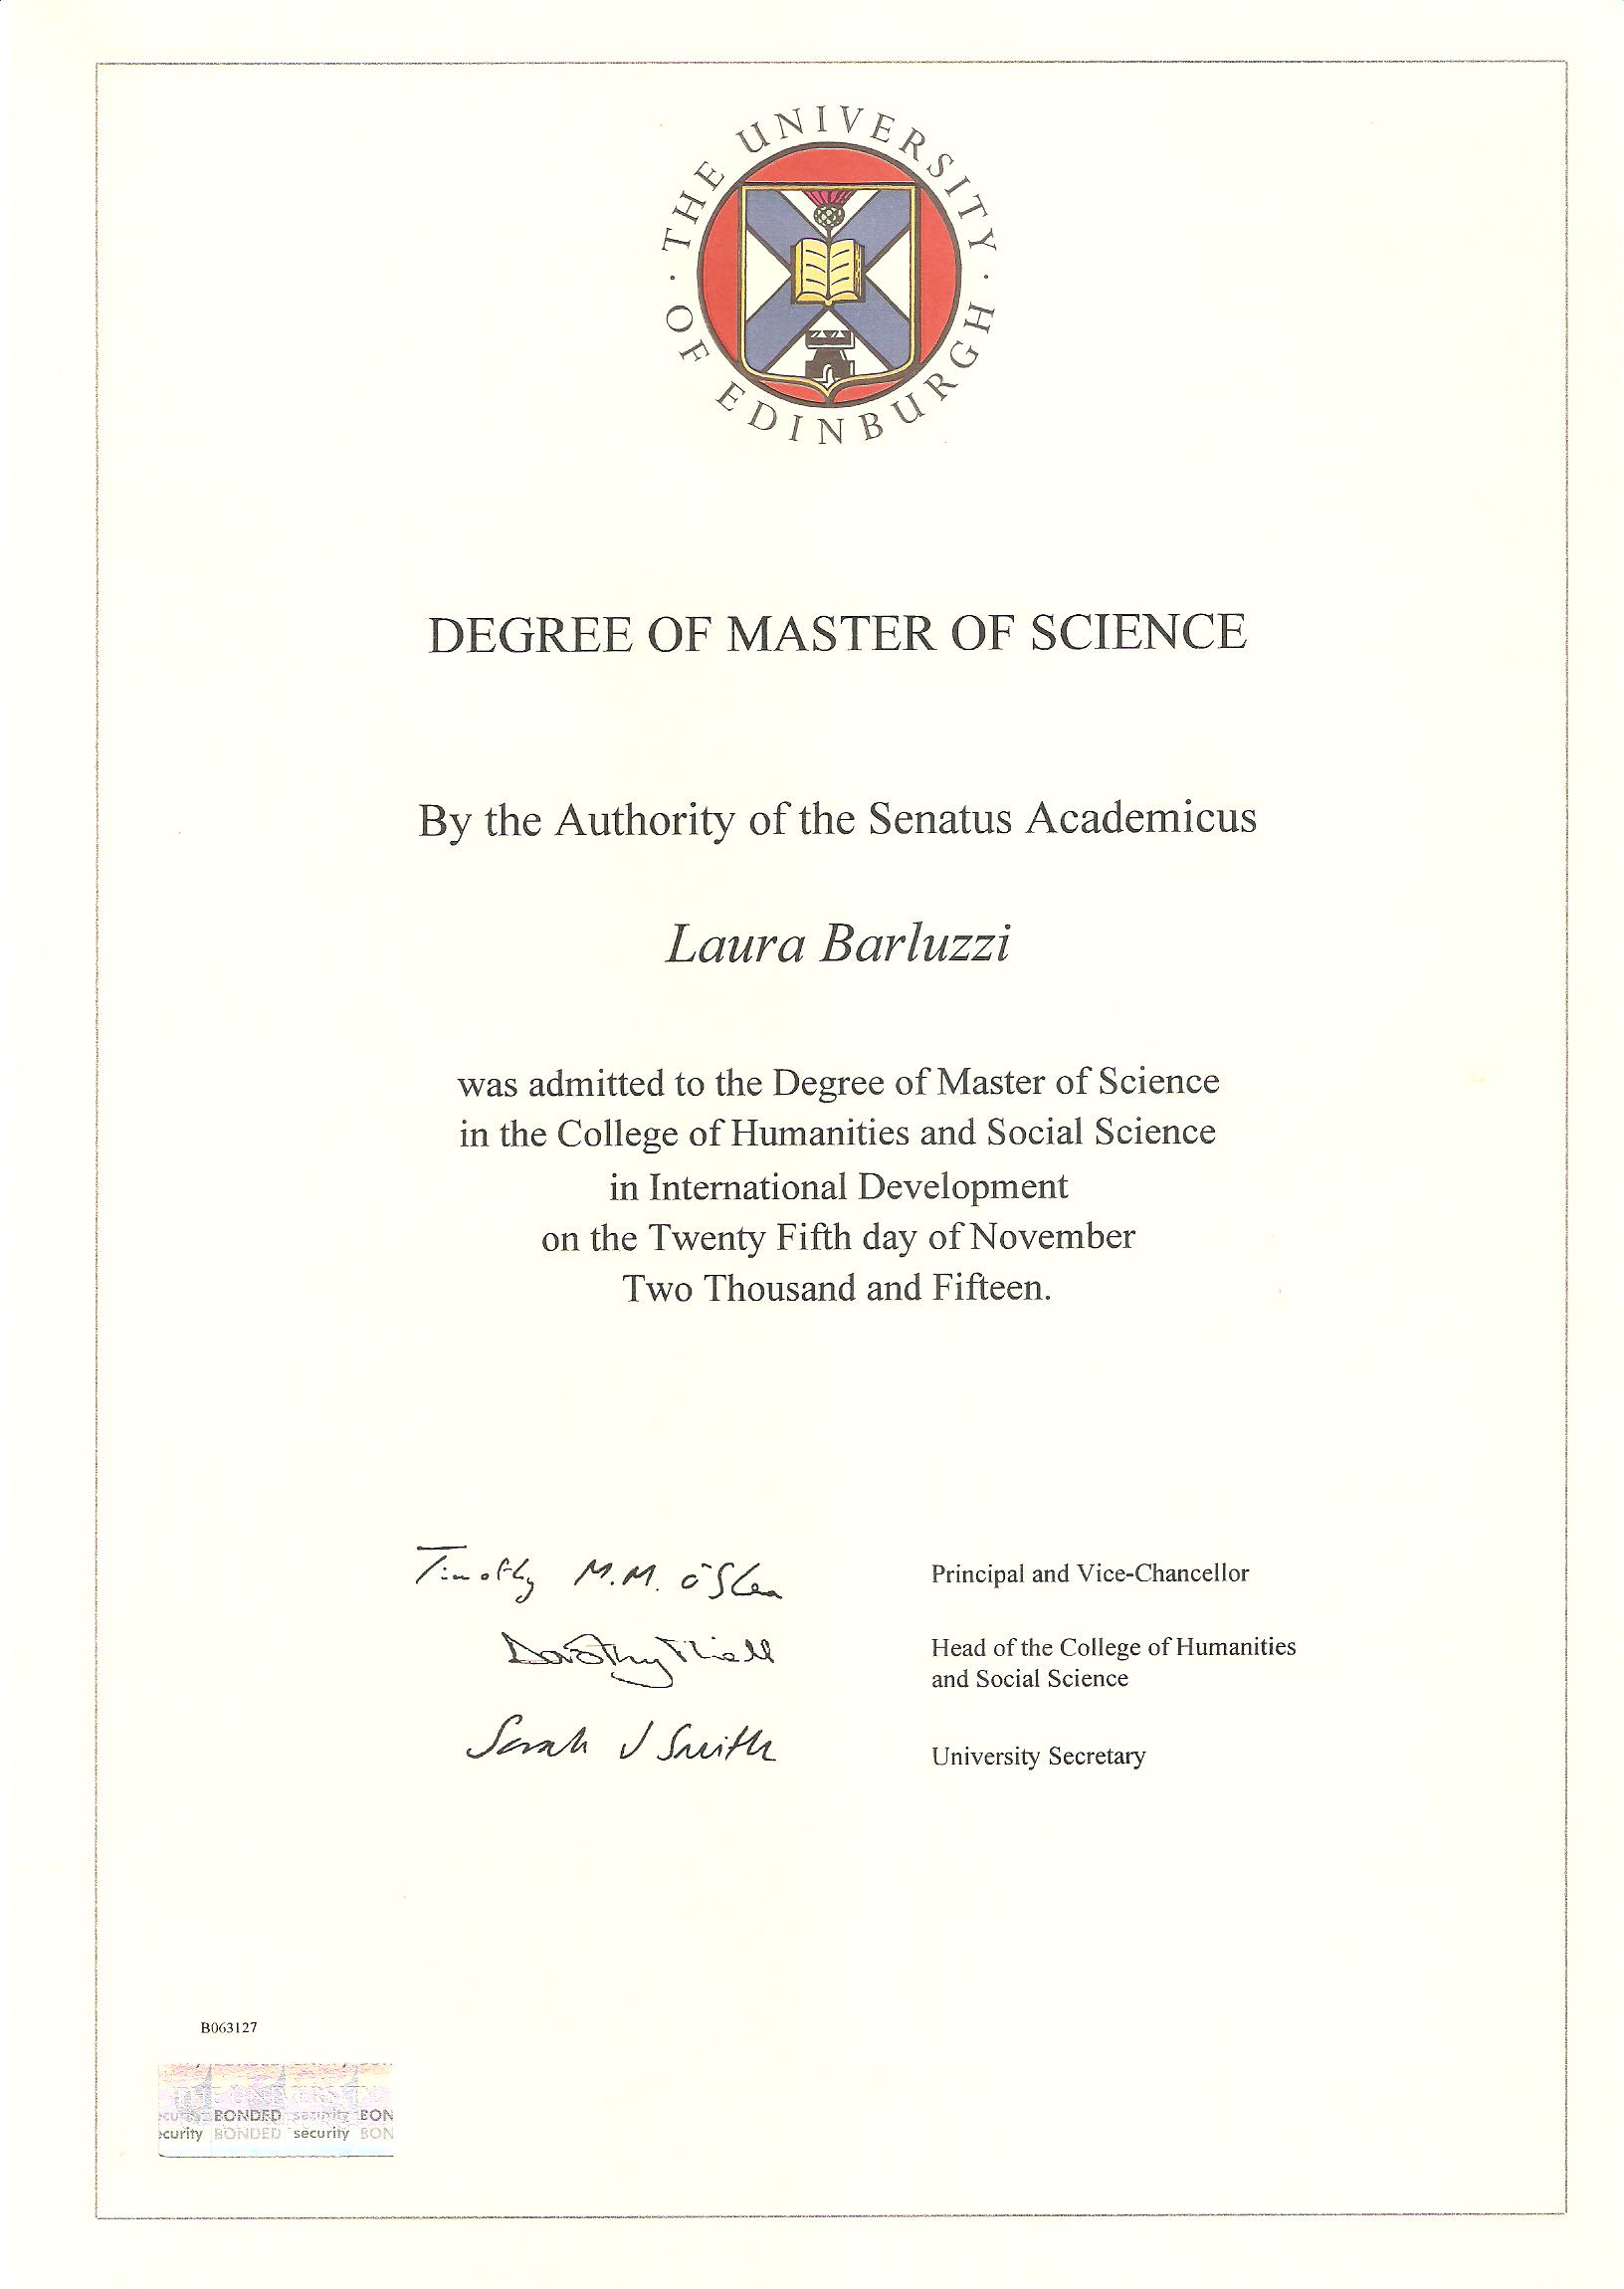 THE UNIVERSITY OF EDINBURGH
DEGREE OF MASTER OF SCIENCE
By the Authority of the Senatus Academicus
Laura Barluzzi
was admitted to the Degree of Master of Science
in the College of Humanities and Social Science
in International Development
on the Twenty Fifth day of November
Two Thousand and Fifteen.
Timothy M.M. O'Shea Principal and Vice-Chancellor
Dorothy Miell Head of the College of Humanities
and Social Science
Sarah J Smith University Secretary
B063127
BONDED security BON
ecurity BONDED security BON